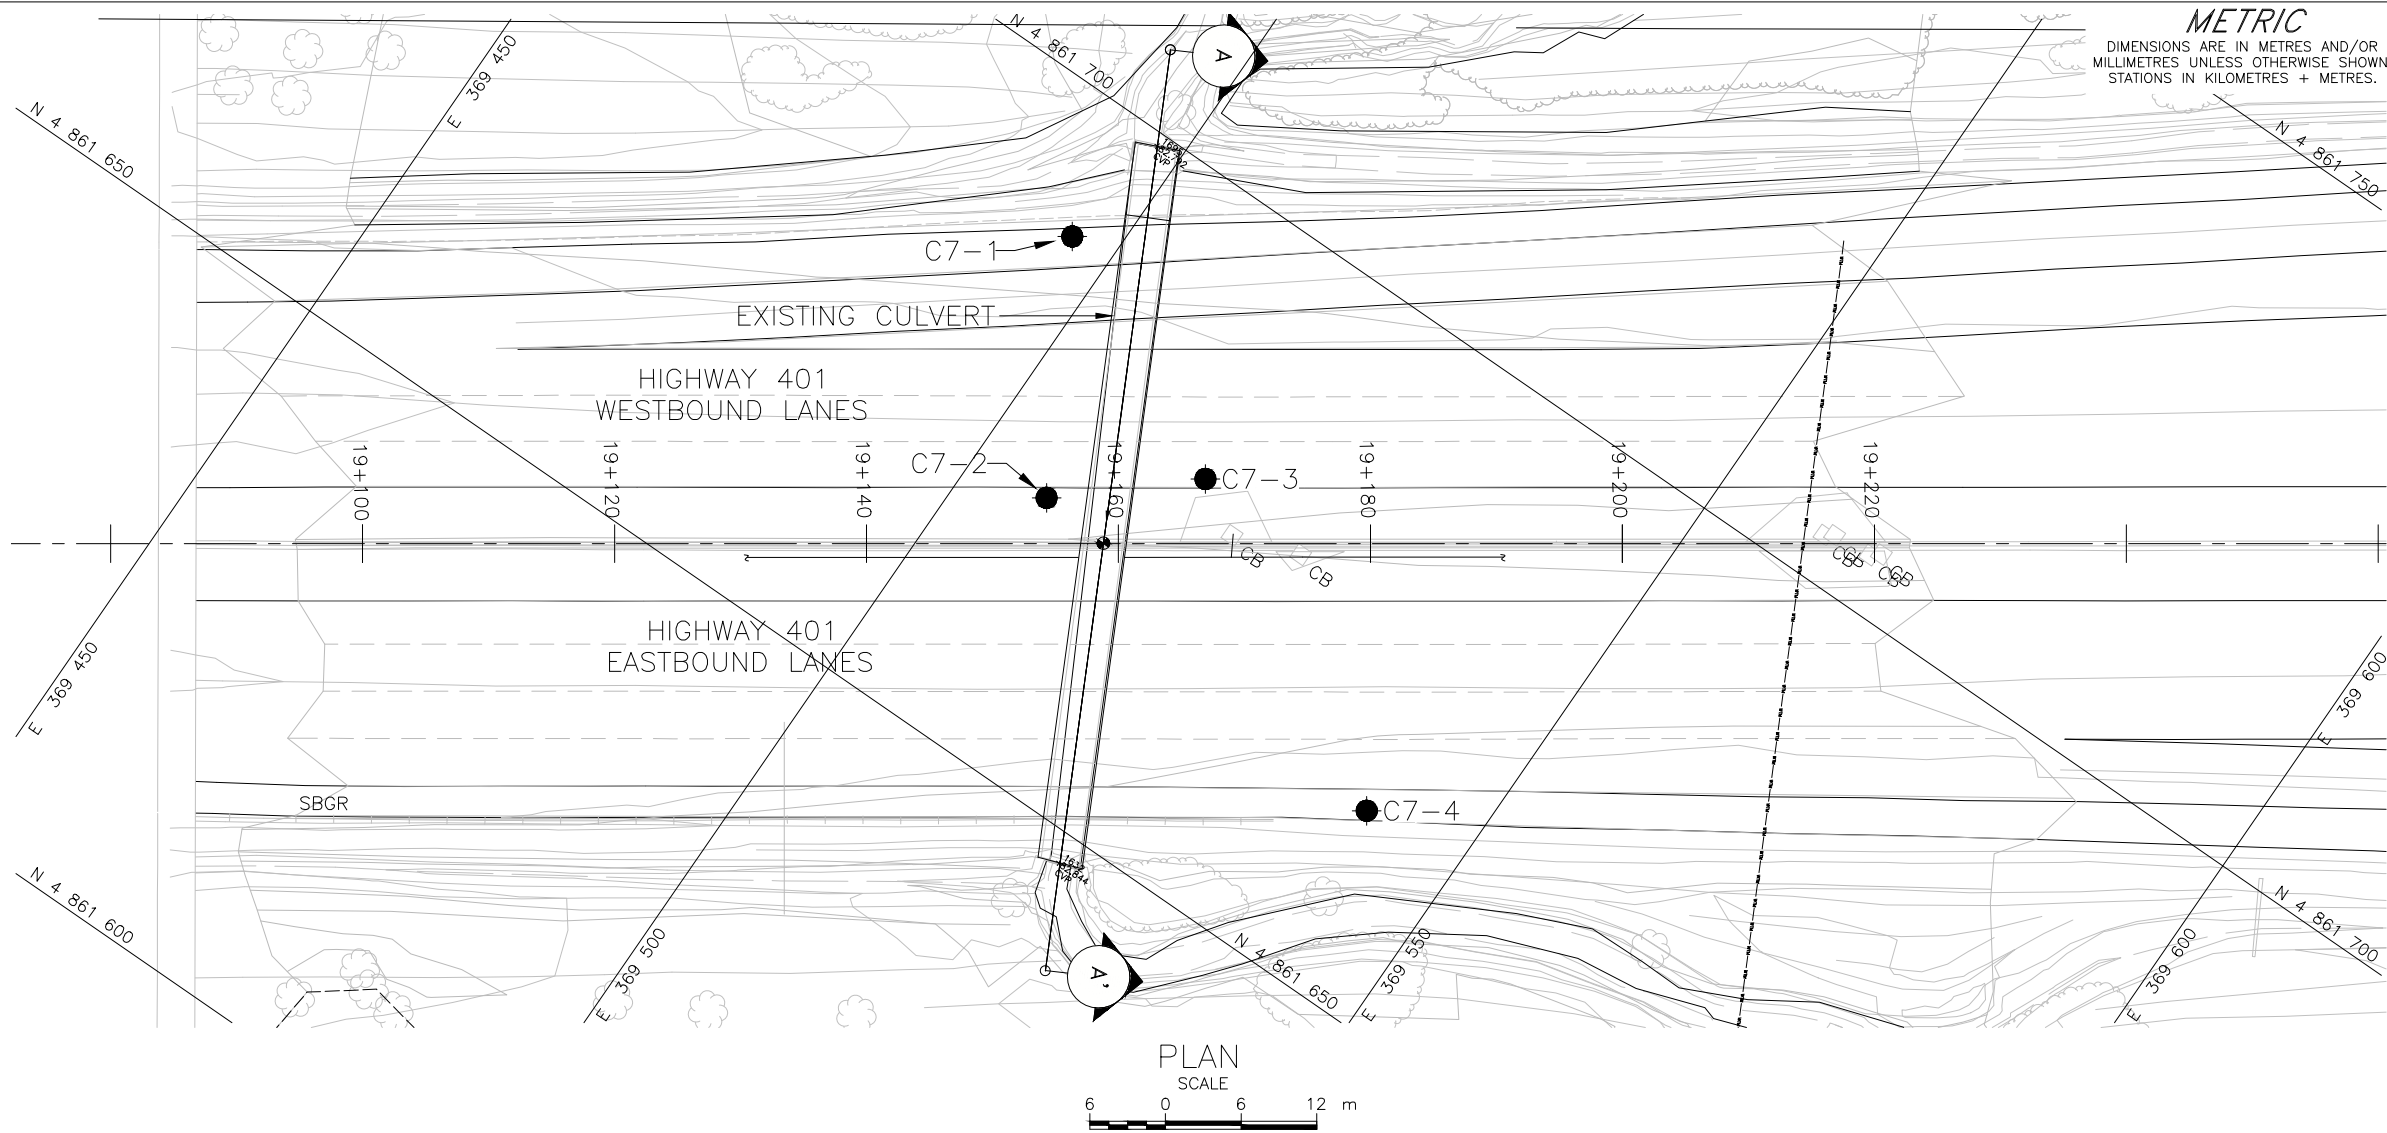 METRIC
DIMENSIONS ARE IN METRES AND/OR
MILLIMETRES UNLESS OTHERWISE SHOWN
STATIONS IN KILOMETRES + METRES.
N 4 861 650
E 369 450
N 4 861 700
A
N 4 861 750
C7-1
EXISTING CULVERT
HIGHWAY 401
WESTBOUND LANES
C7-2
C7-3
19+100
19+120
19+140
19+160
19+180
19+200
19+220
CB
CB
CB
CB
HIGHWAY 401
EASTBOUND LANES
E 369 450
E 369 600
SBGR
C7-4
N 4 861 600
E 369 500
A'
N 4 861 650
E 369 550
E 369 600
N 4 861 700
PLAN
SCALE
6 0 6 12 m